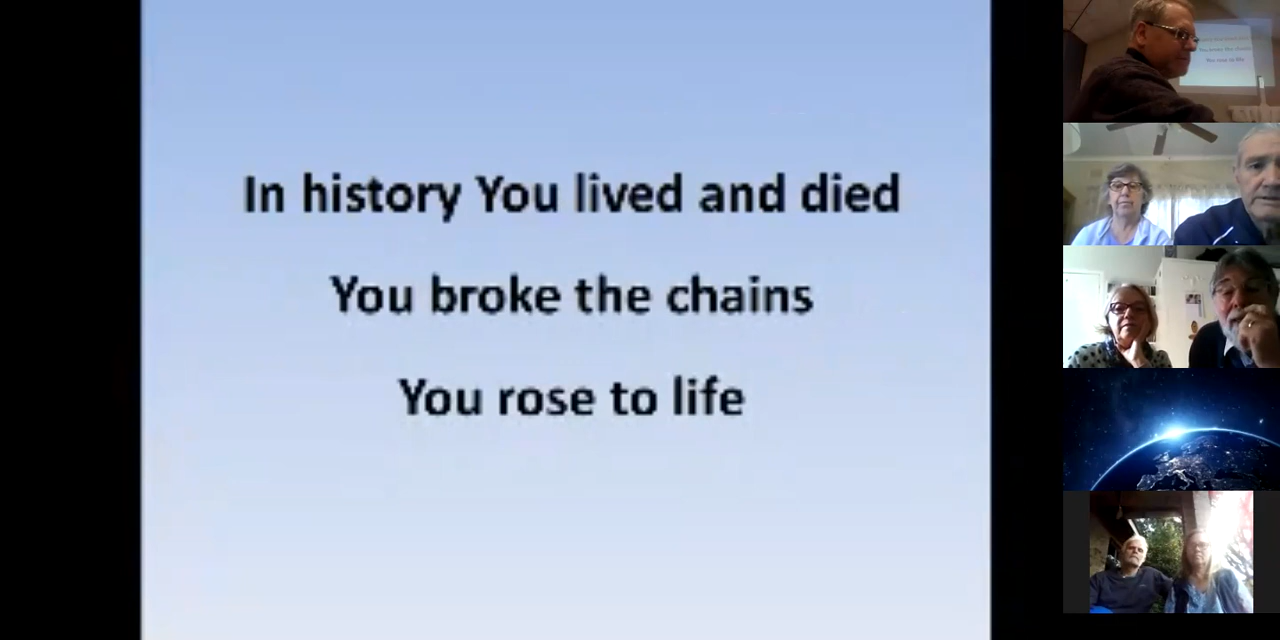 In history You lived and died
You broke the chains
You rose to life